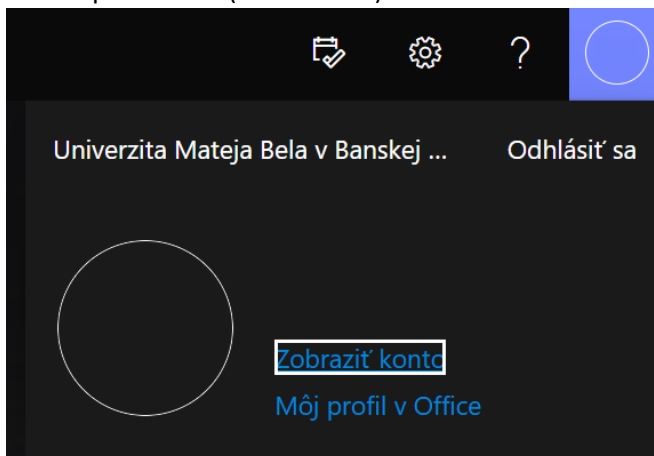 ?
Univerzita Mateja Bela v Banskej ...
Odhlásiť sa
Zobraziť konto
Môj profil v Office